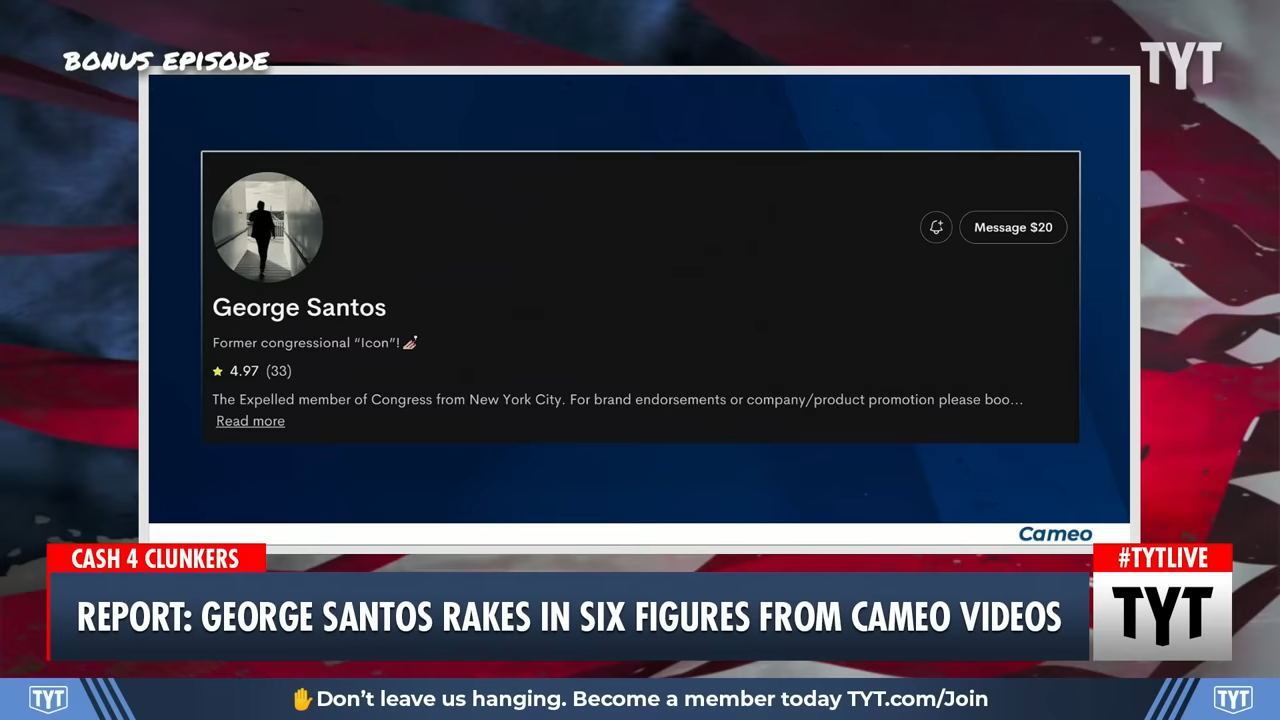 BONUS EPISODE
TYT
Message $20
George Santos
Former congressional “Icon”!💅🏼
★ 4.97 (33)
The Expelled member of Congress from New York City. For brand endorsements or company/product promotion please boo...
Read more
Cameo
CASH 4 CLUNKERS
#TYTLIVE
REPORT: GEORGE SANTOS RAKES IN SIX FIGURES FROM CAMEO VIDEOS
TYT
TYT
✋Don’t leave us hanging. Become a member today TYT.com/Join
TYT